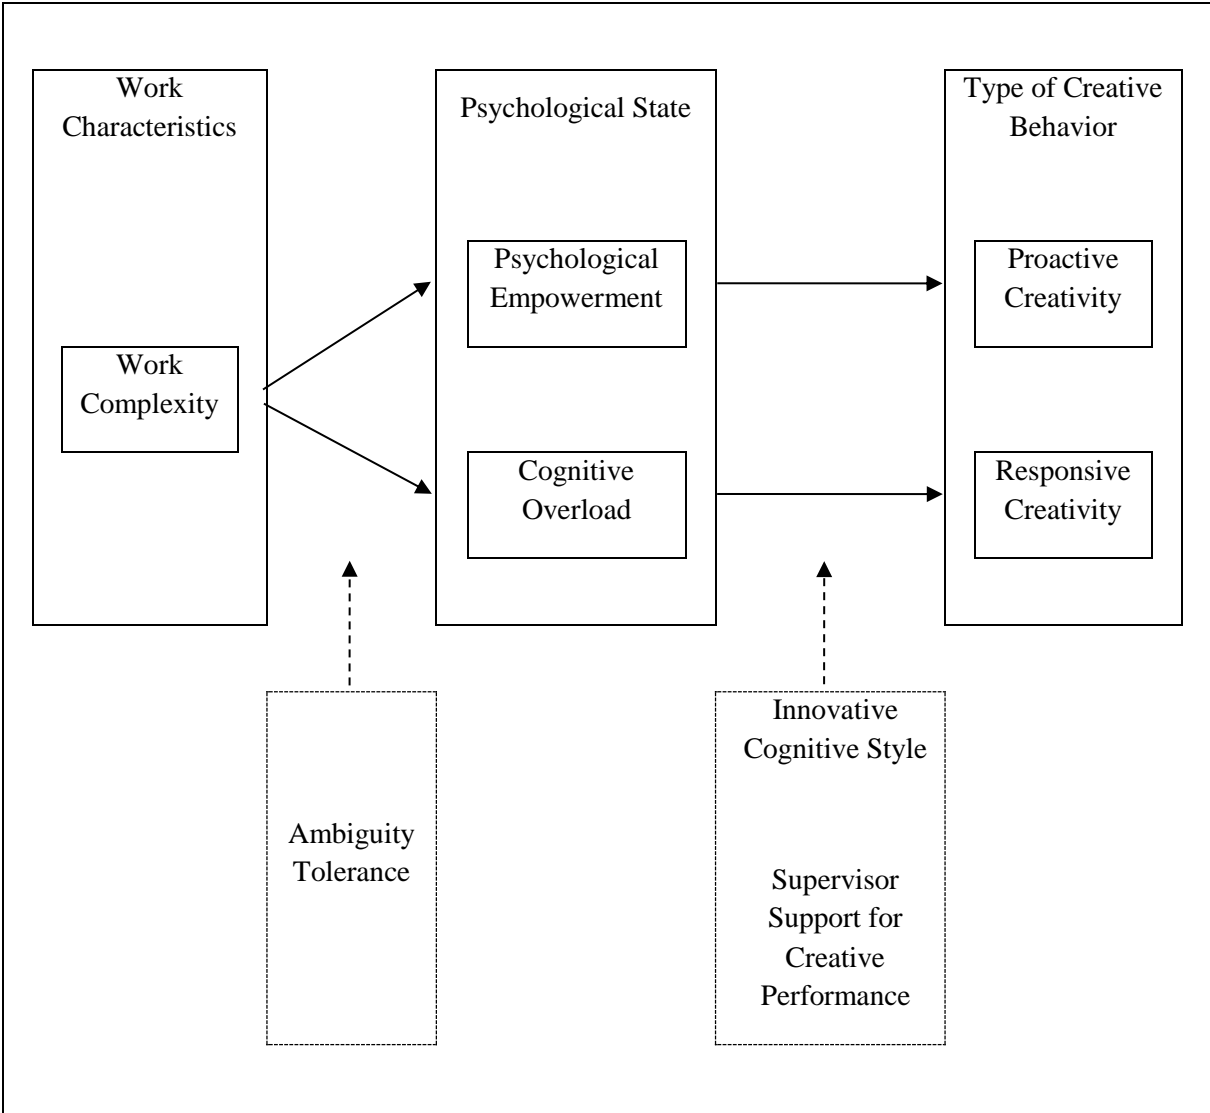 Work
Characteristics
Work
Complexity
Psychological State
Psychological
Empowerment
Cognitive
Overload
Type of Creative
Behavior
Proactive
Creativity
Responsive
Creativity
Ambiguity
Tolerance
Innovative
Cognitive Style
Supervisor
Support for
Creative
Performance